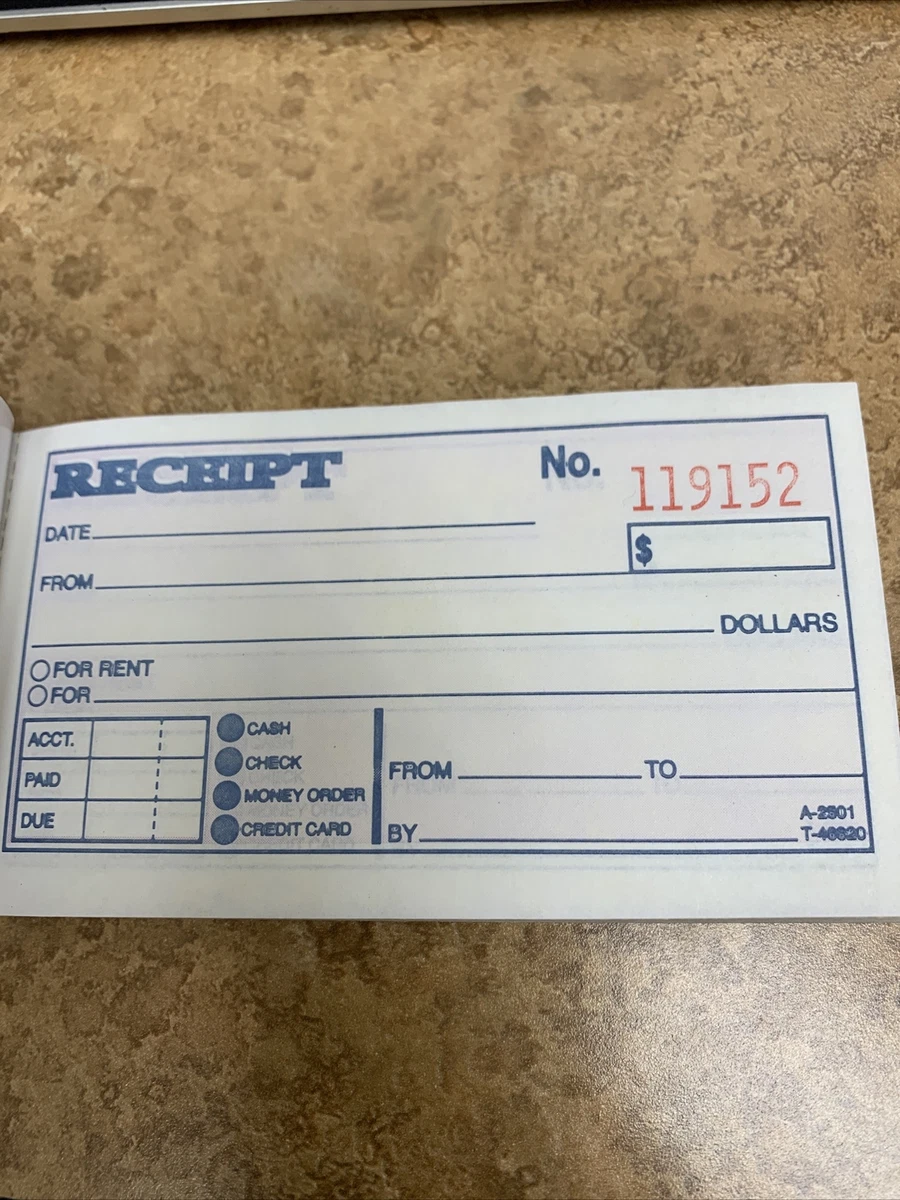 RECEIPT No. 119152
DATE
$
FROM
DOLLARS
FOR RENT
FOR
ACCT.
PAID
DUE
CASH
CHECK
MONEY ORDER
CREDIT CARD
FROM TO
BY
A-2501
T-46820